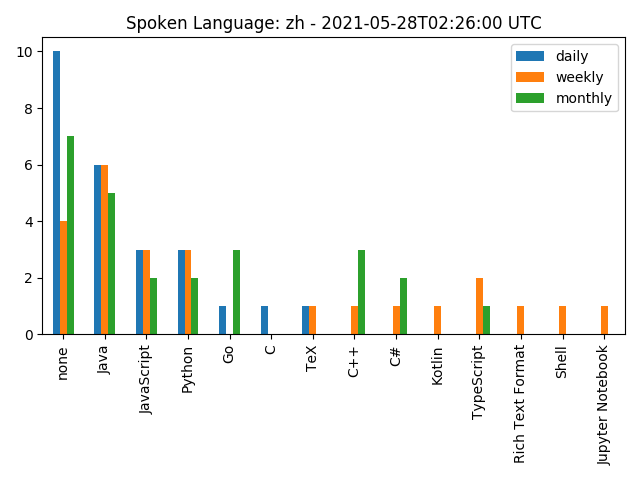 Spoken Language: zh - 2021-05-28T02:26:00 UTC
daily
weekly
monthly
10
8
6
4
2
0
none
Java
JavaScript
Python
Go
C
TeX
C++
C#
Kotlin
TypeScript
Rich Text Format
Shell
Jupyter Notebook